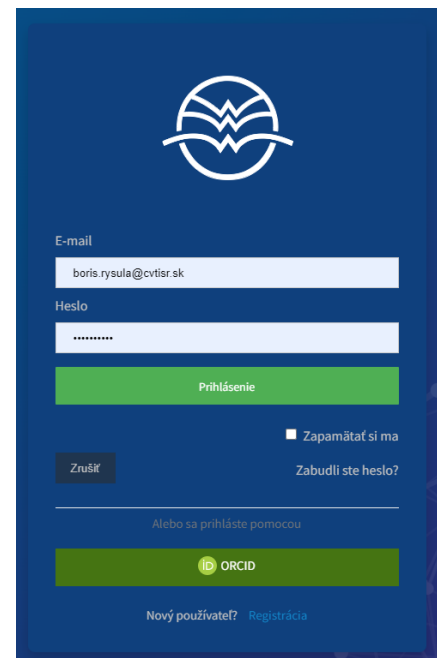 E-mail
boris.rysula@cvtisr.sk
Heslo
••••••••••
Prihlásenie
Zapamätať si ma
Zrušiť
Zabudli ste heslo?
Alebo sa prihláste pomocou
iD ORCID
Nový používateľ? Registrácia